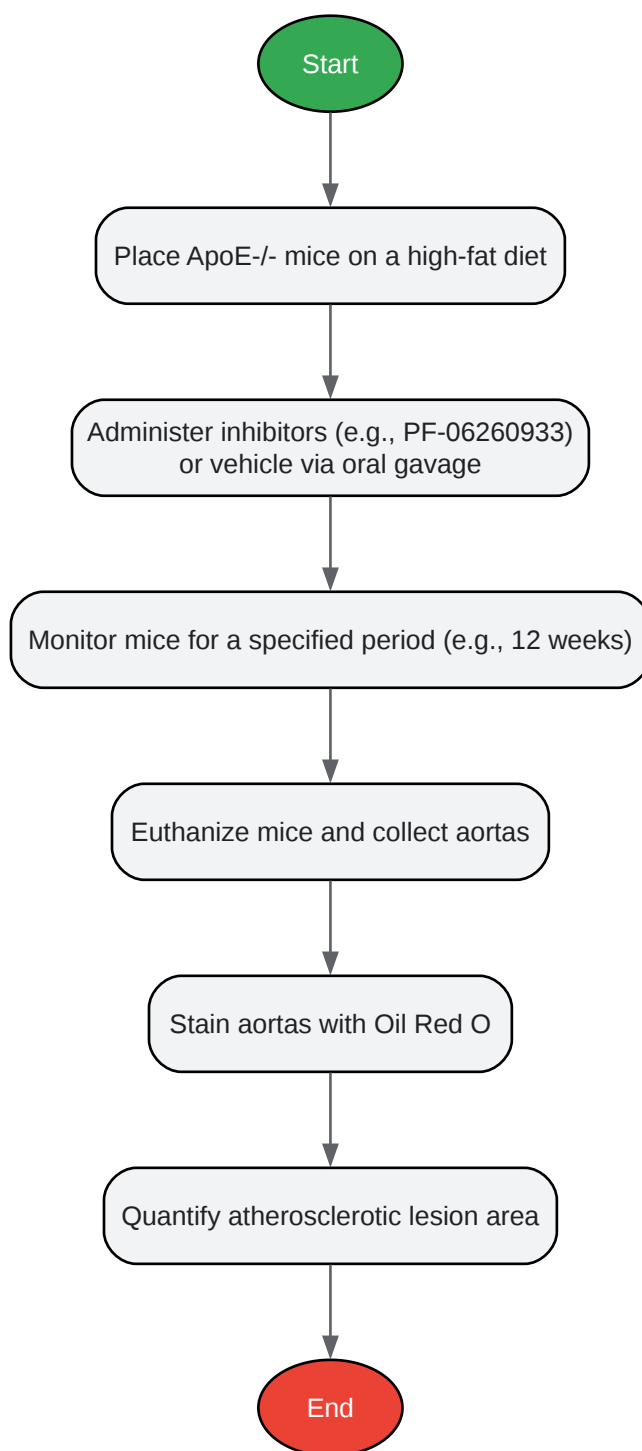 Start
Place ApoE-/- mice on a high-fat diet
Administer inhibitors (e.g., PF-06260933)
or vehicle via oral gavage
Monitor mice for a specified period (e.g., 12 weeks)
Euthanize mice and collect aortas
Stain aortas with Oil Red O
Quantify atherosclerotic lesion area
End